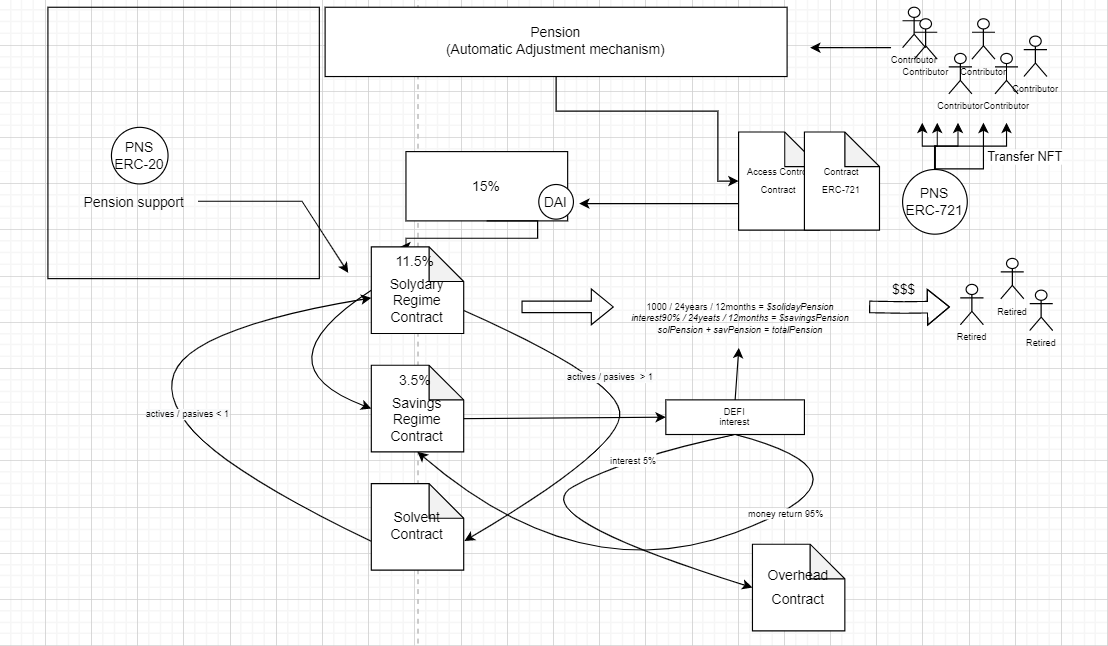 Pension
(Automatic Adjustment mechanism)
Contributor
Contributor
Contributor
Contributor
Contributor
Contributor
PNS
ERC-20
Pension support
15%
DAI
Access Contro
Contract
Contract
ERC-721
Transfer NFT
PNS
ERC-721
11.5%
Solydary
Regime
Contract
1000 / 24years / 12months = $solidayPension
interest90% / 24yeats / 12months = $savingsPension
solPension + savPension = totalPension
$$$
Retired
Retired
Retired
actives / pasives > 1
3.5%
Savings
Regime
Contract
actives / pasives < 1
DEFI
interest
interest 5%
money return 95%
Solvent
Contract
Overhead
Contract